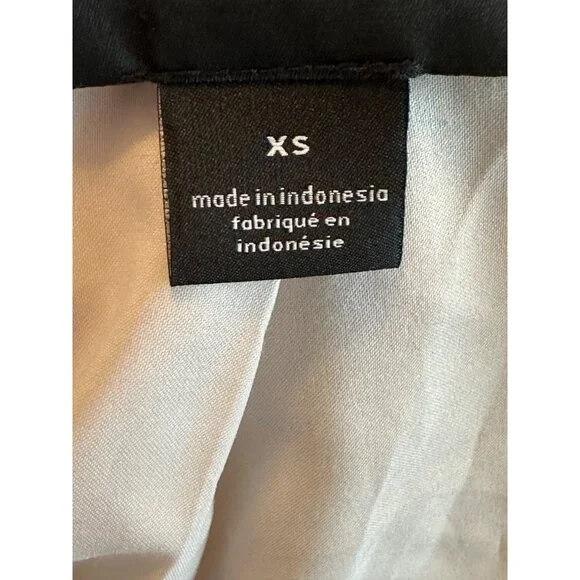 XS
made in indonesia
fabriqué en
indonésie